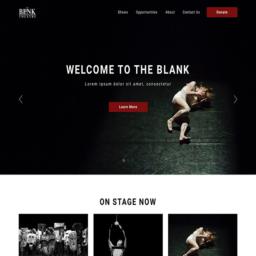 BLANK
THEATRE
Shows Opportunities About Contact Us Donate
WELCOME TO THE BLANK
Lorem ipsum dolor sit amet, consectetur
Learn More
ON STAGE NOW